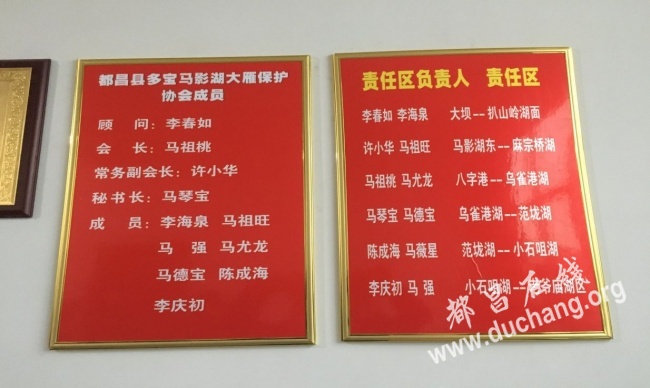 都昌县多宝马影湖大雁保护
协会成员
顾 问：李春如
会 长：马祖桃
常务副会长：许小华
秘书长：马琴宝
成 员：李海泉 马祖旺
马 强 马尤龙
马德宝 陈成海
李庆初
责任区负责人 责任区
李春如 李海泉 大坝--扒山岭湖面
许小华 马祖旺 马影湖东--麻宗桥湖
马祖桃 马尤龙 八字港--乌雀湖
马琴宝 马德宝 乌雀港湖--范垅湖
陈成海 马薇星 范垅湖--小石咀湖
李庆初 马 强 小石咀湖--爷庙湖区
都昌在线
www.duchang.org